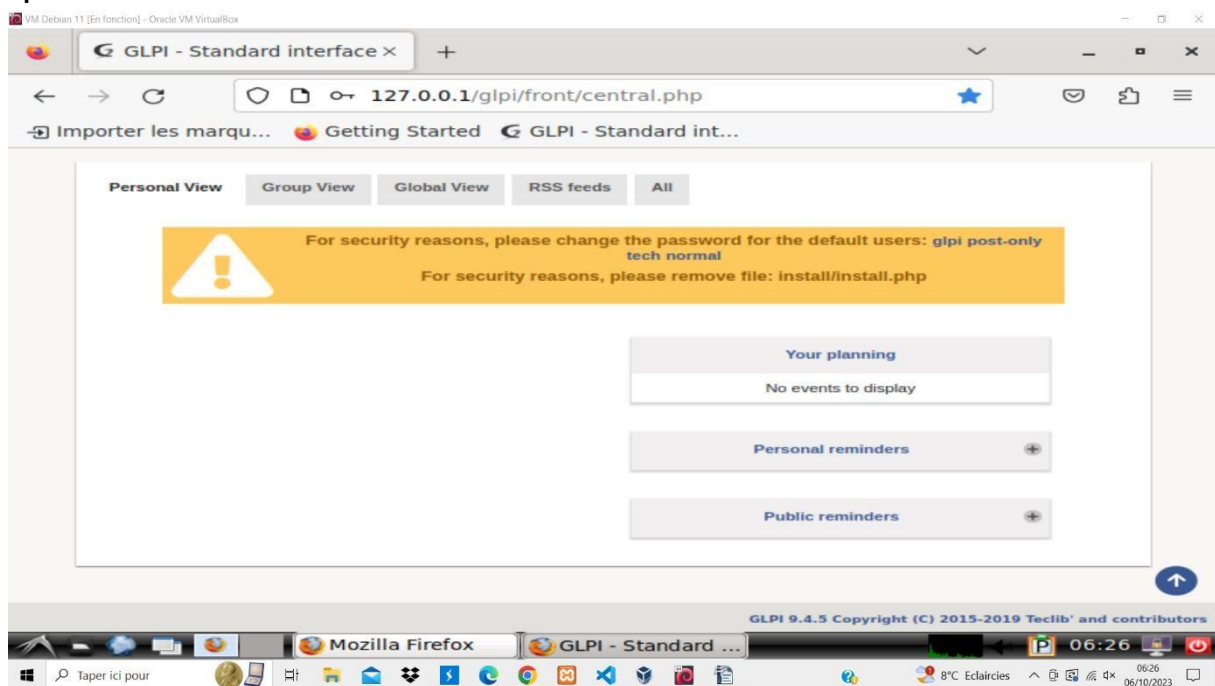 VM Debian 11 [En fonction] - Oracle VM VirtualBox
GLPI - Standard interface
127.0.0.1/glpi/front/central.php
Importer les marqu... Getting Started GLPI - Standard int...
Personal View Group View Global View RSS feeds All
For security reasons, please change the password for the default users: glpi post-only
tech normal
For security reasons, please remove file: install/install.php
Your planning
No events to display
Personal reminders
Public reminders
GLPI 9.4.5 Copyright (C) 2015-2019 Teclib' and contributors
Mozilla Firefox GLPI - Standard ... 06:26
Taper ici pour 8°C Eclaircies 06:26
06/10/2023